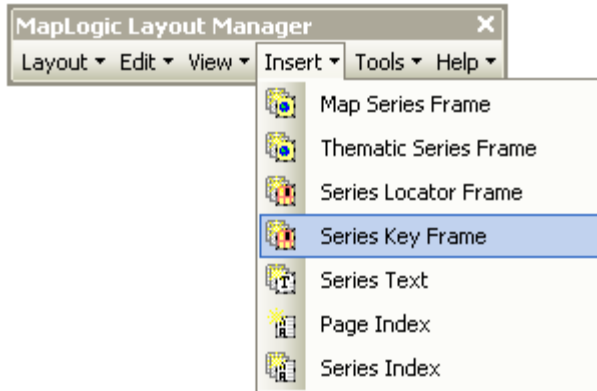 MapLogic Layout Manager
Layout Edit View Insert Tools Help
Map Series Frame
Thematic Series Frame
Series Locator Frame
Series Key Frame
Series Text
Page Index
Series Index